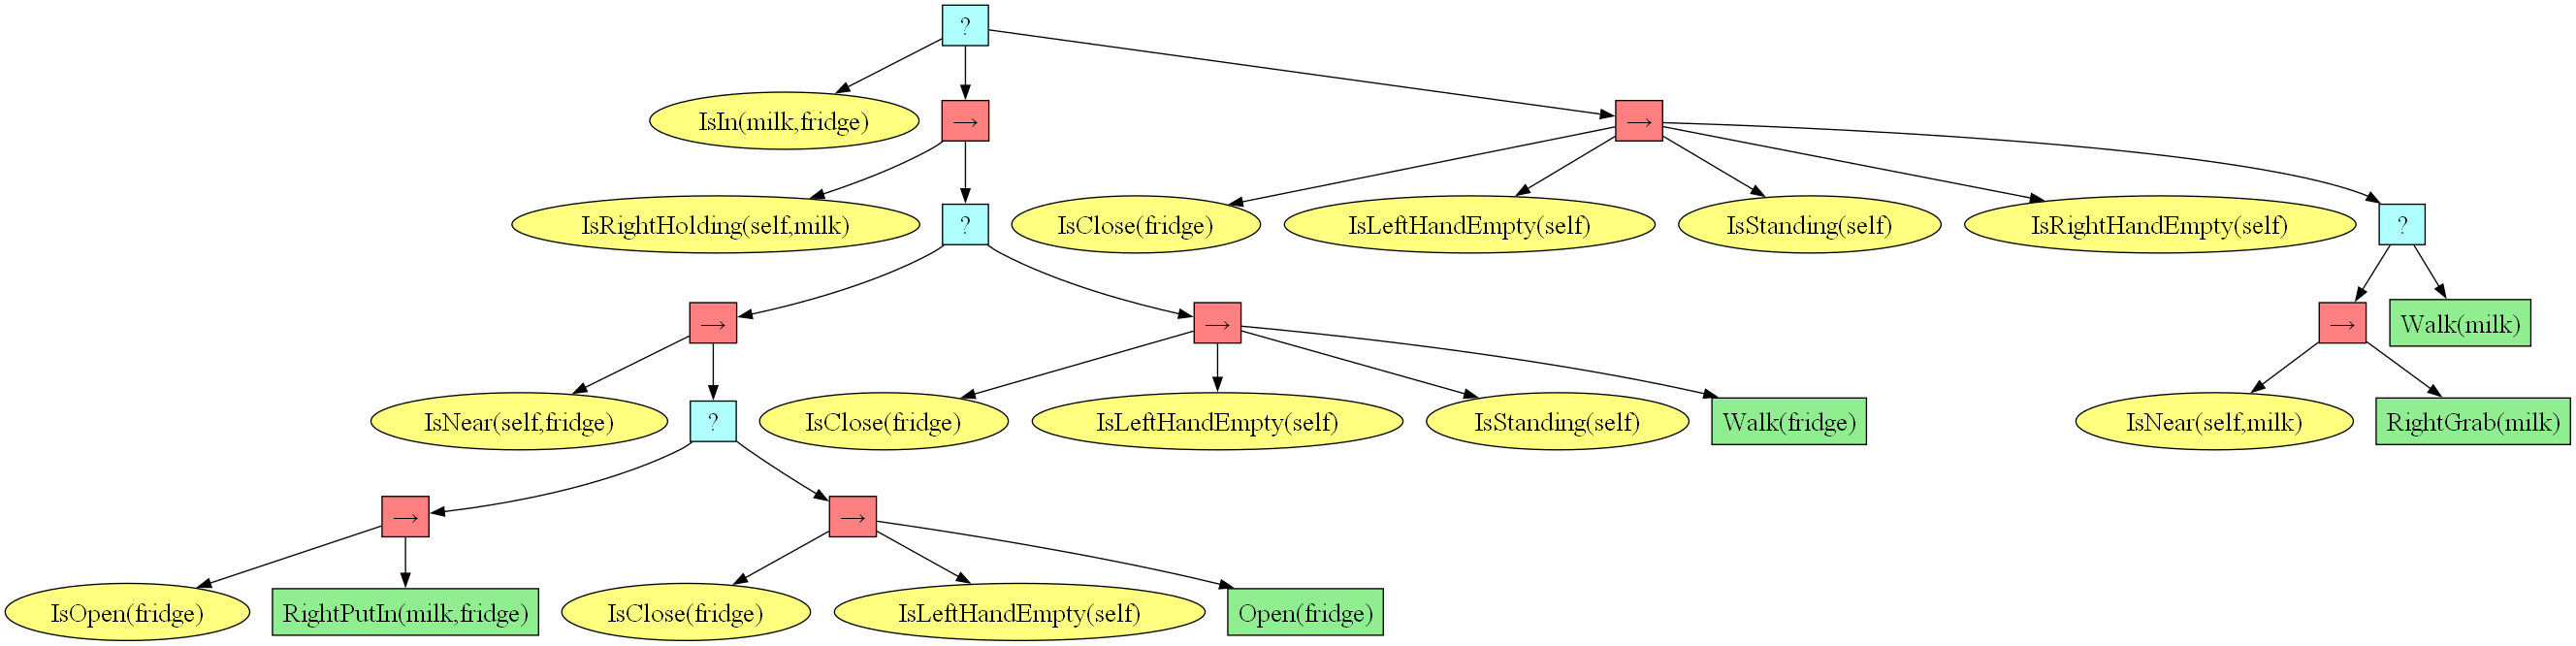 ?
IsIn(milk,fridge)
→
→
IsRightHolding(self,milk)
?
IsClose(fridge)
IsLeftHandEmpty(self)
IsStanding(self)
IsRightHandEmpty(self)
?
→
→
→
Walk(milk)
IsNear(self,fridge)
?
IsClose(fridge)
IsLeftHandEmpty(self)
IsStanding(self)
Walk(fridge)
IsNear(self,milk)
RightGrab(milk)
→
→
IsOpen(fridge)
RightPutIn(milk,fridge)
IsClose(fridge)
IsLeftHandEmpty(self)
Open(fridge)